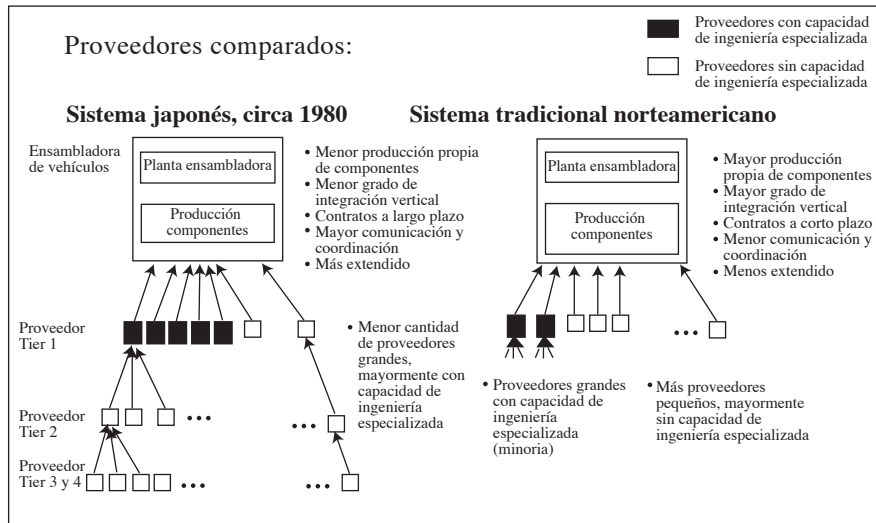 Proveedores comparados:
Proveedores con capacidad
de ingeniería especializada
Proveedores sin capacidad
de ingeniería especializada
Sistema japonés, circa 1980
Ensambladora
de vehículos
Planta ensambladora
Producción
componentes
• Menor producción propia
de componentes
• Menor grado de
integración vertical
• Contratos a largo plazo
• Mayor comunicación y
coordinación
• Más extendido
Proveedor
Tier 1
• Menor cantidad
de proveedores
grandes,
mayormente con
capacidad de
ingeniería
especializada
Proveedor
Tier 2
•••
•••
Proveedor
Tier 3 y 4
•••
•••
Sistema tradicional norteamericano
Planta ensambladora
Producción
componentes
• Mayor producción
propia de componentes
• Mayor grado de
integración vertical
• Contratos a corto plazo
• Menor comunicación y
coordinación
• Menos extendido
•••
• Proveedores grandes
con capacidad de
ingeniería
especializada
(minoria)
• Más proveedores
pequeños, mayormente
sin capacidad de
ingeniería especializada